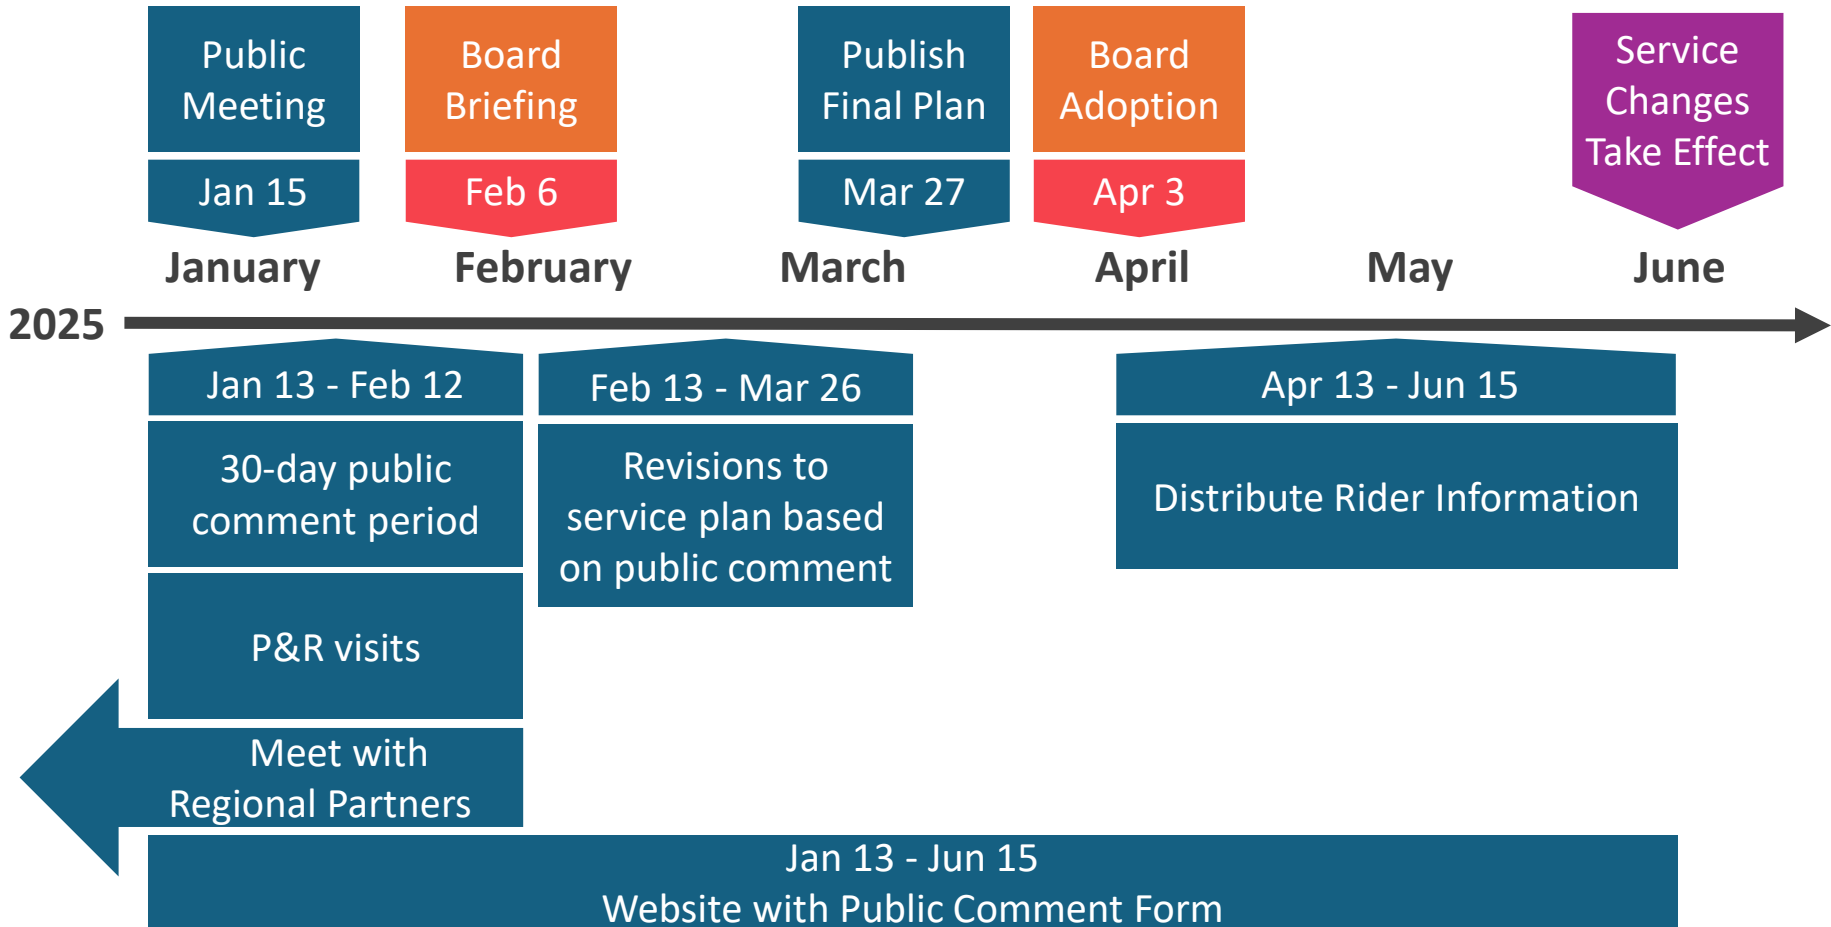 Public
Meeting
Jan 15
Board
Briefing
Feb 6
Publish
Final Plan
Mar 27
Board
Adoption
Apr 3
Service
Changes
Take Effect
January
February
March
April
May
June
2025
Jan 13 - Feb 12
30-day public
comment period
P&R visits
Meet with
Regional Partners
Feb 13 - Mar 26
Revisions to
service plan based
on public comment
Apr 13 - Jun 15
Distribute Rider Information
Jan 13 - Jun 15
Website with Public Comment Form